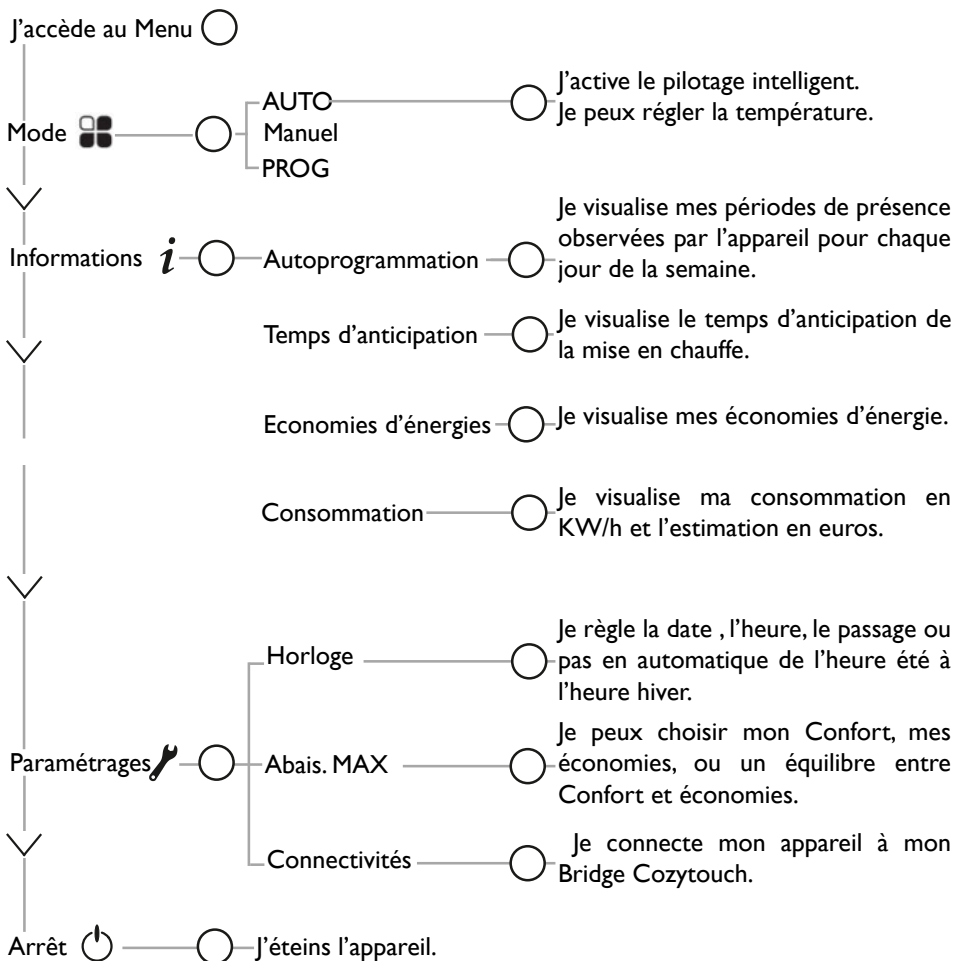 J'accède au Menu
Mode
AUTO
Manuel
PROG
J'active le pilotage intelligent.
Je peux régler la température.
Informations i
Autoprogrammation
Je visualise mes périodes de présence
observées par l'appareil pour chaque
jour de la semaine.
Temps d'anticipation
Je visualise le temps d'anticipation de
la mise en chauffe.
Economies d'énergies
Je visualise mes économies d'énergie.
Consommation
Je visualise ma consommation en
KW/h et l'estimation en euros.
Paramétrages
Horloge
Je règle la date , l'heure, le passage ou
pas en automatique de l'heure été à
l'heure hiver.
Abais. MAX
Je peux choisir mon Confort, mes
économies, ou un équilibre entre
Confort et économies.
Connectivités
Je connecte mon appareil à mon
Bridge Cozytouch.
Arrêt
J'éteins l'appareil.